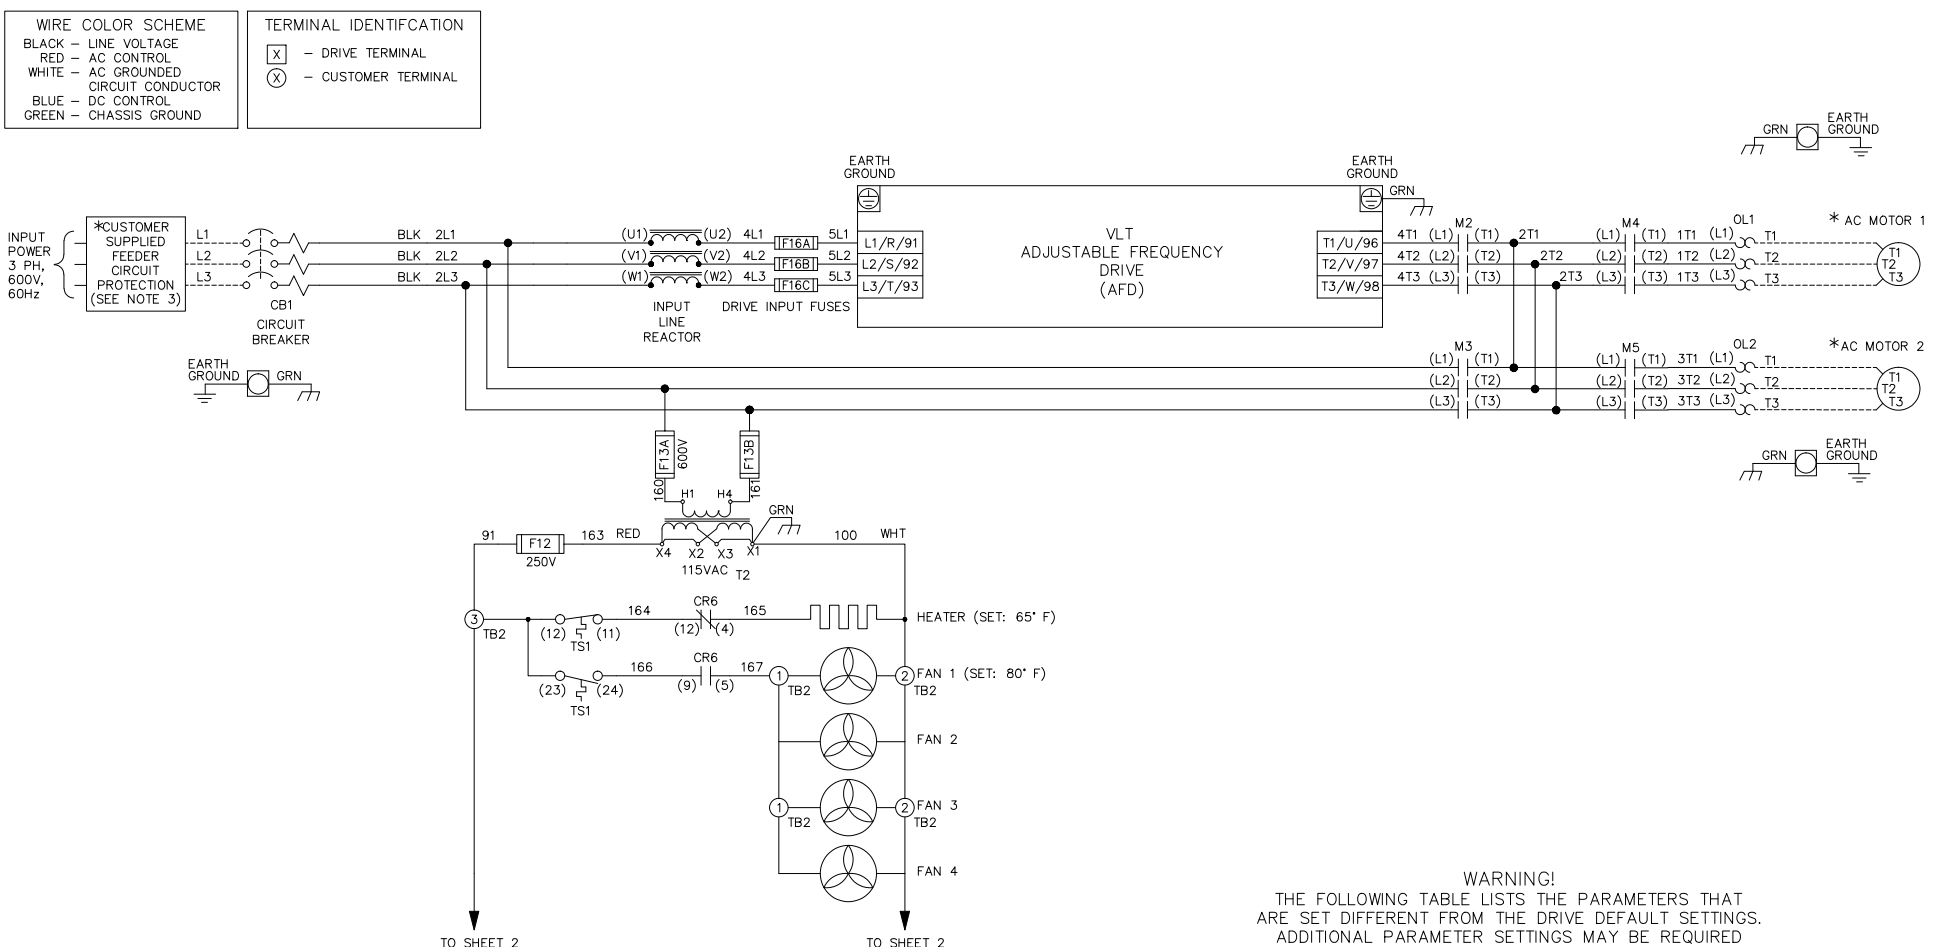 WIRE COLOR SCHEME
BLACK – LINE VOLTAGE
RED – AC CONTROL
WHITE – AC GROUNDED
CIRCUIT CONDUCTOR
BLUE – DC CONTROL
GREEN – CHASSIS GROUND
TERMINAL IDENTIFCATION
X – DRIVE TERMINAL
X – CUSTOMER TERMINAL
GRN
EARTH
GROUND
EARTH
GROUND
EARTH
GROUND
GRN
INPUT
POWER
3 PH,
600V,
60Hz
*CUSTOMER
SUPPLIED
FEEDER
CIRCUIT
PROTECTION
(SEE NOTE 3)
L1
L2
L3
CB1
CIRCUIT
BREAKER
BLK 2L1
BLK 2L2
BLK 2L3
(U1) (U2) 4L1 F16A 5L1
(V1) (V2) 4L2 F16B 5L2
(W1) (W2) 4L3 F16C 5L3
INPUT
LINE
REACTOR
DRIVE INPUT FUSES
L1/R/91
L2/S/92
L3/T/93
VLT
ADJUSTABLE FREQUENCY
DRIVE
(AFD)
T1/U/96
T2/V/97
T3/W/98
M2
4T1 (L1) (T1) 2T1
4T2 (L2) (T2) 2T2
4T3 (L3) (T3) 2T3
M4
(L1) (T1) 1T1 (L1)
(L2) (T2) 1T2 (L2)
(L3) (T3) 1T3 (L3)
OL1
T1
T2
T3
* AC MOTOR 1
T1
T2
T3
EARTH
GROUND
GRN
M3
(L1) (T1)
(L2) (T2)
(L3) (T3)
M5
(L1) (T1) 3T1 (L1)
(L2) (T2) 3T2 (L2)
(L3) (T3) 3T3 (L3)
OL2
T1
T2
T3
*AC MOTOR 2
T1
T2
T3
GRN
EARTH
GROUND
F13A
600V
F13B
160
161
H1 H4
GRN
91 F12 163 RED
250V
X4 X2 X3 X1
100 WHT
115VAC T2
3
TB2
(12) (11)
TS1
164
CR6
(12) (4)
165
HEATER (SET: 65° F)
(23) (24)
TS1
166
CR6
(9) (5)
167
1
TB2
2
TB2
FAN 1 (SET: 80° F)
FAN 2
1
TB2
2
TB2
FAN 3
FAN 4
TO SHEET 2
TO SHEET 2
WARNING!
THE FOLLOWING TABLE LISTS THE PARAMETERS THAT
ARE SET DIFFERENT FROM THE DRIVE DEFAULT SETTINGS.
ADDITIONAL PARAMETER SETTINGS MAY BE REQUIRED